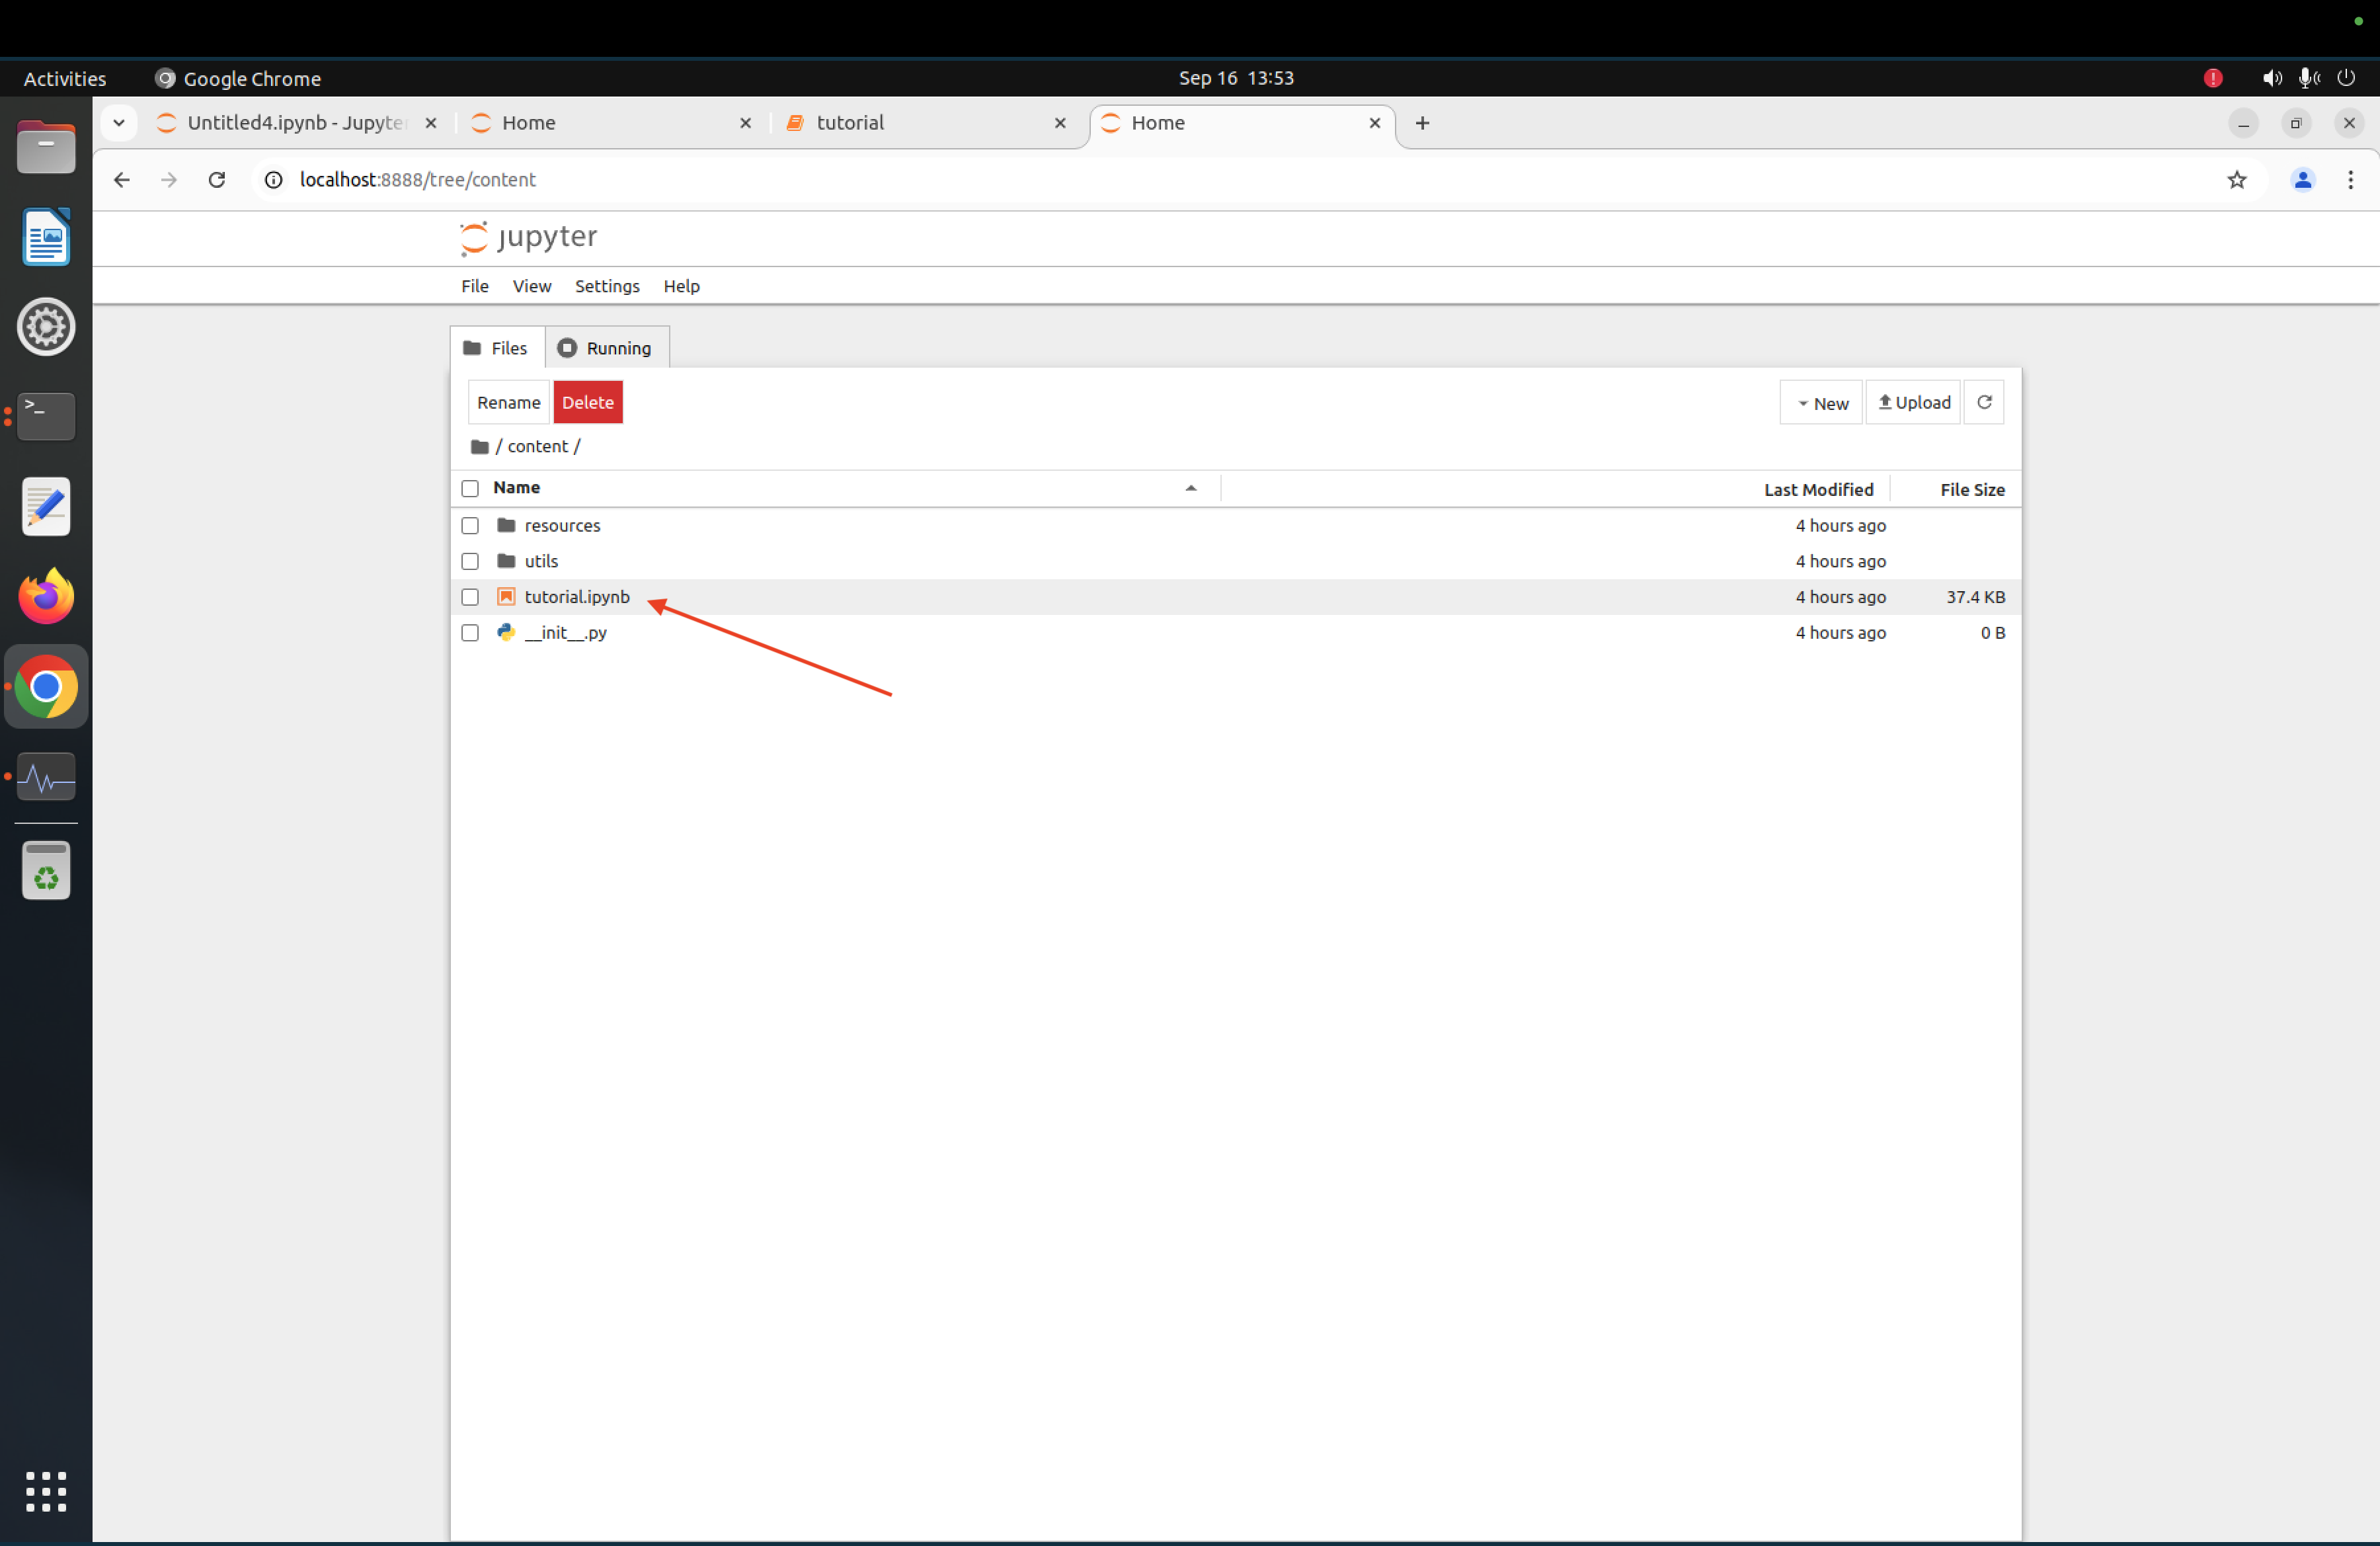 Activities Google Chrome Sep 16 13:53
Untitled4.ipynb - Jupyte Home tutorial Home
localhost:8888/tree/content
jupyter
File View Settings Help
Files Running
Rename Delete New Upload
/ content /
Name Last Modified File Size
resources 4 hours ago
utils 4 hours ago
tutorial.ipynb 4 hours ago 37.4 KB
__init__.py 4 hours ago 0 B